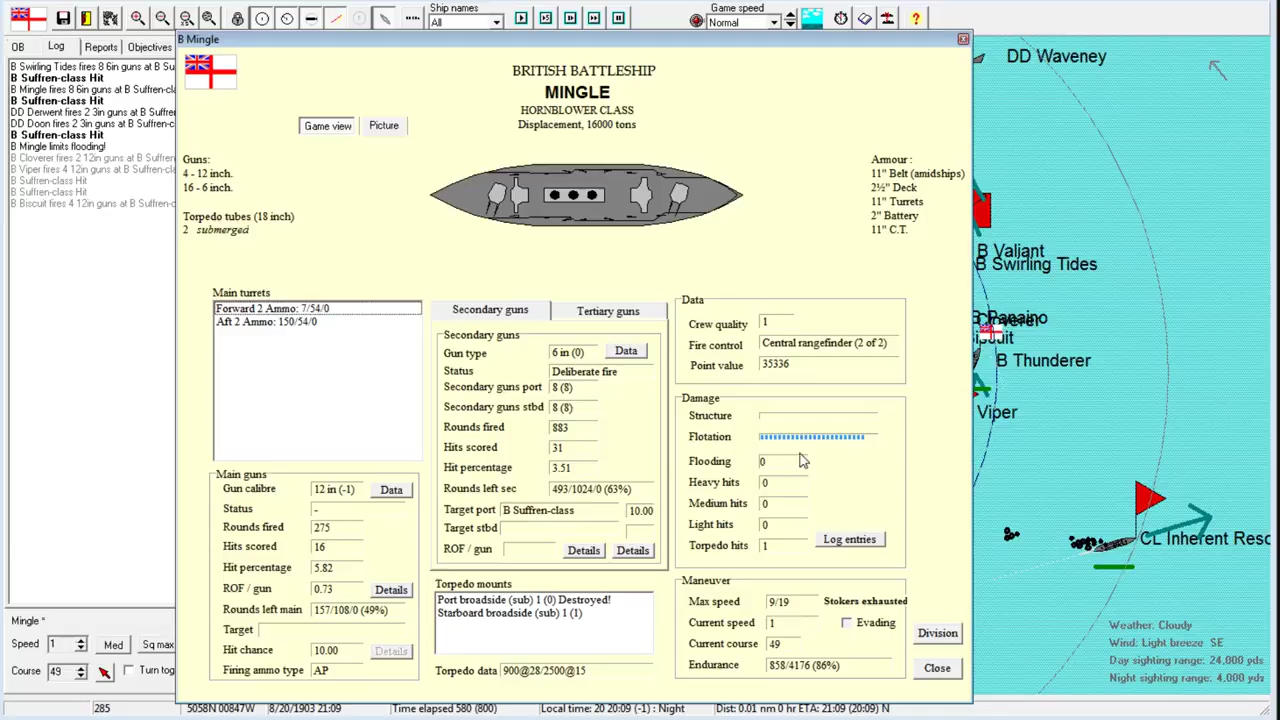 Ship names
All
Game speed
Normal
OB
Log
Reports
Objectives
B Mingle
DD Waveney
B Swirling Tides fires 8 6in guns at B Suf
B Suffren-class Hit
B Mingle fires 8 6in guns at B Suffren-cla
B Suffren-class Hit
DD Derwent fires 2 3in guns at B Suffren-c
DD Doon fires 2 3in guns at B Suffren-c
B Suffren-class Hit
B Mingle limits flooding!
B Cloverer fires 2 12in guns at B Suffren
B Viper fires 4 12in guns at B Suffren-c
B Suffren-class Hit
B Suffren-class Hit
B Biscuit fires 4 12in guns at B Suffren-
BRITISH BATTLESHIP
MINGLE
HORNBLOWER CLASS
Displacement, 16000 tons
Game view
Picture
Guns:
4 - 12 inch.
16 - 6 inch.
Torpedo tubes (18 inch)
2 submerged
Armour :
11" Belt (amidships)
2½" Deck
11" Turrets
2" Battery
11" C.T.
Main turrets
Forward 2 Ammo: 7/54/0
Aft 2 Ammo: 150/54/0
Main guns
Gun calibre 12 in (-1) Data
Status -
Rounds fired 275
Hits scored 16
Hit percentage 5.82
ROF / gun 0.73 Details
Rounds left main 157/108/0 (49%)
Target
Hit chance 10.00 Details
Firing ammo type AP
Secondary guns
Tertiary guns
Secondary guns
Gun type 6 in (0) Data
Status Deliberate fire
Secondary guns port 8 (8)
Secondary guns stbd 8 (8)
Rounds fired 883
Hits scored 31
Hit percentage 3.51
Rounds left sec 493/1024/0 (63%)
Target port B Suffren-class 10.00
Target stbd
ROF / gun Details Details
Torpedo mounts
Port broadside (sub) 1 (0) Destroyed!
Starboard broadside (sub) 1 (1)
Torpedo data 900@28/2500@15
Data
Crew quality 1
Fire control Central rangefinder (2 of 2)
Point value 35336
Damage
Structure
Flotation
Flooding 0
Heavy hits 0
Medium hits 0
Light hits 0
Torpedo hits 1
Log entries
Maneuver
Max speed 9/19 Stokers exhausted
Current speed 1 Evading
Current course 49
Endurance 858/4176 (86%)
Division
Close
B Valiant
B Swirling Tides
B Thunderer
Viper
CL Inherent Reso
Weather: Cloudy
Wind: Light breeze SE
Day sighting range: 24,000 yds
Night sighting range: 4,000 yds
Mingle *
Speed 1 Med Sq max
Course 49 Turn tog
285
5058N 00847W
8/20/1903 21:09
Time elapsed 580 (800)
Local time: 20 20:09 (-1) : Night
Dist: 0.01 nm 0 hr ETA: 21:09 (20:09) N